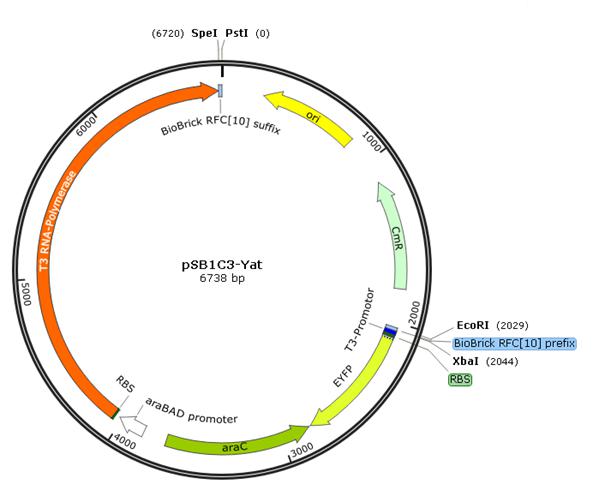 (6720) SpeI PstI (0)
BioBrick RFC[10] suffix
ori
1000
6000
T3 RNA-Polymerase
CmR
pSB1C3-Yat
6738 bp
5000
2000
T3-Promotor
EcoRI (2029)
BioBrick RFC[10] prefix
XbaI (2044)
RBS
EYFP
RBS
araBAD promoter
4000
araC
3000